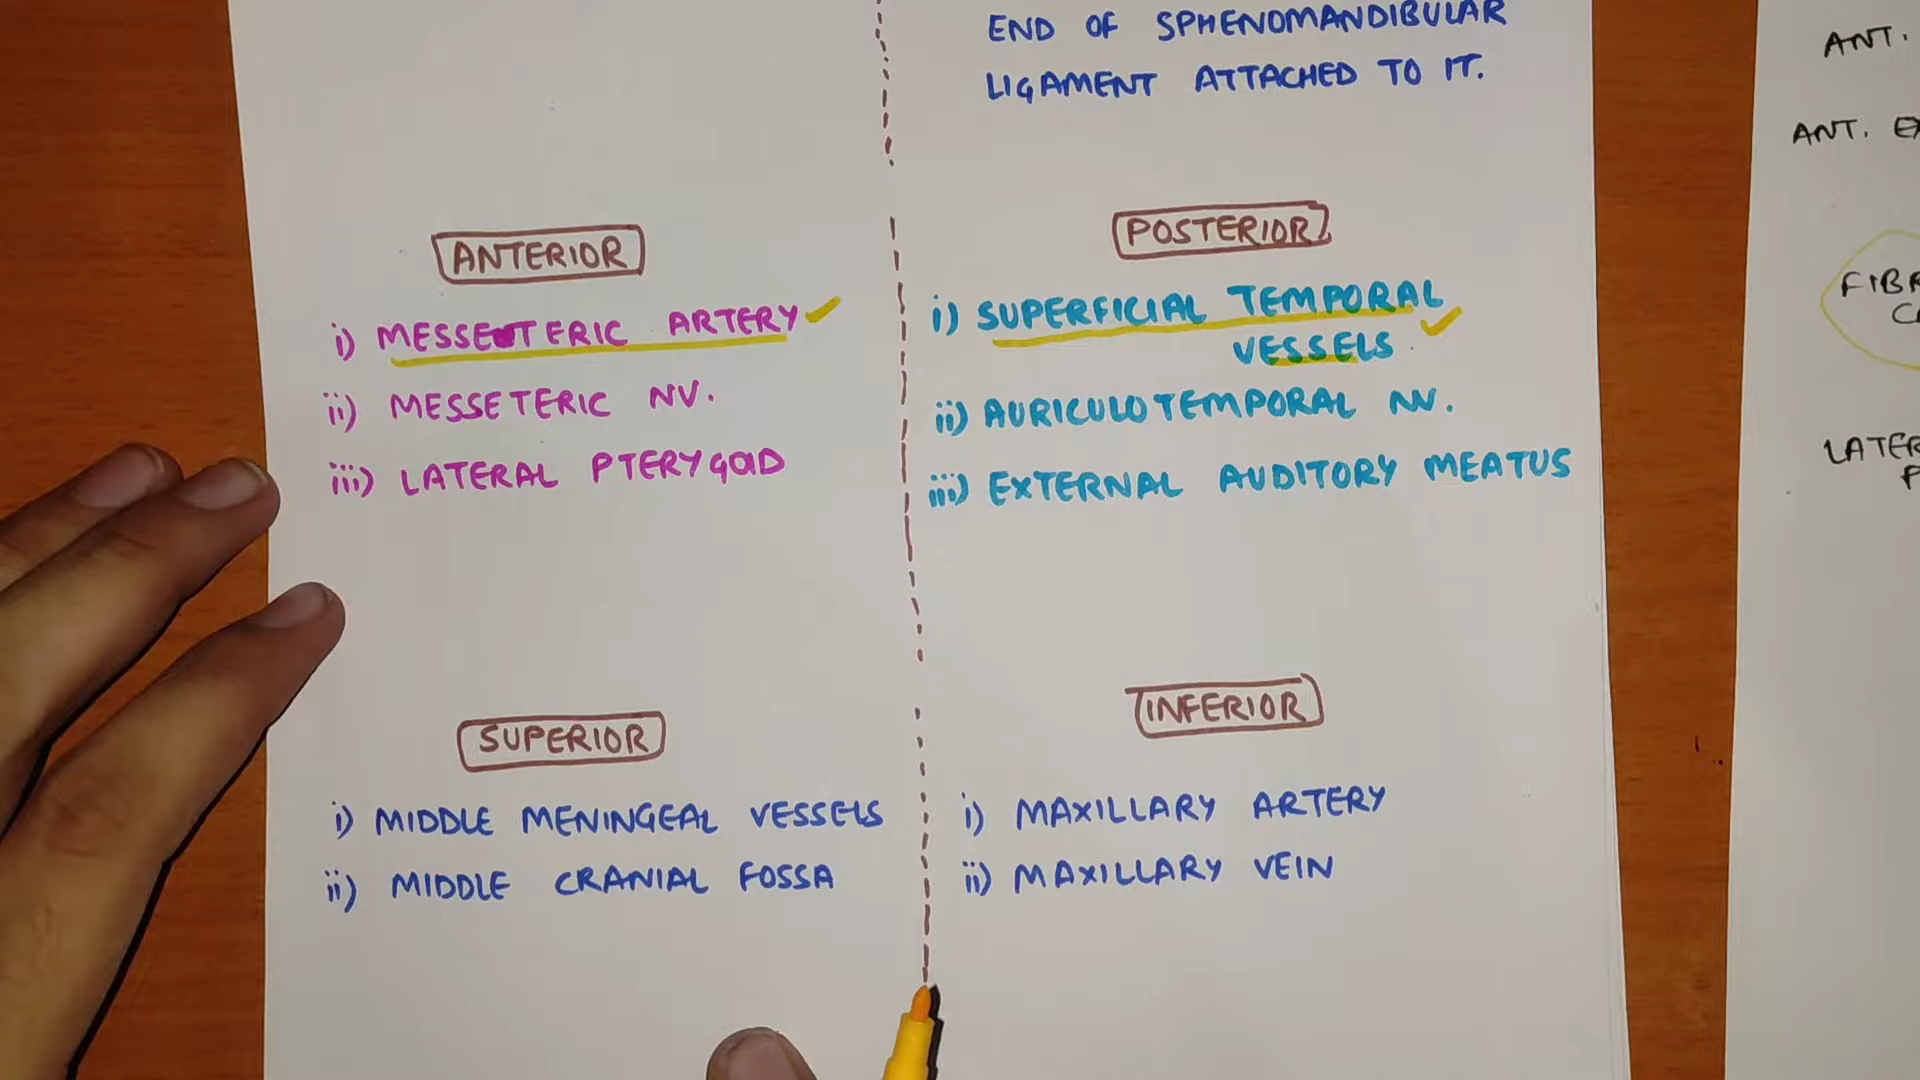 END OF SPHENOMANDIBULAR
LIGAMENT ATTACHED TO IT.
ANTERIOR
i) MESSETERIC ARTERY
ii) MESSETERIC NV.
iii) LATERAL PTERYGOID
POSTERIOR
i) SUPERFICIAL TEMPORAL
VESSELS
ii) AURICULOTEMPORAL NV.
iii) EXTERNAL AUDITORY MEATUS
SUPERIOR
i) MIDDLE MENINGEAL VESSELS
ii) MIDDLE CRANIAL FOSSA
INFERIOR
i) MAXILLARY ARTERY
ii) MAXILLARY VEIN
ANT.
ANT.